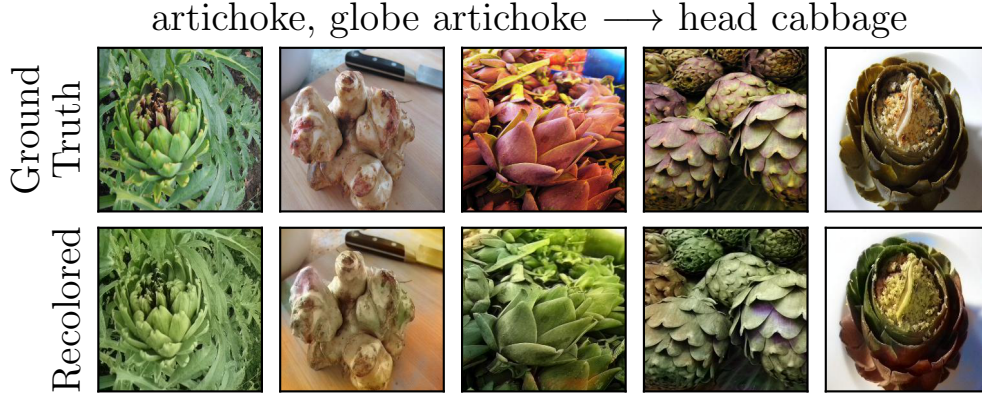 artichoke, globe artichoke ⟶ head cabbage
Ground
Truth
Recolored